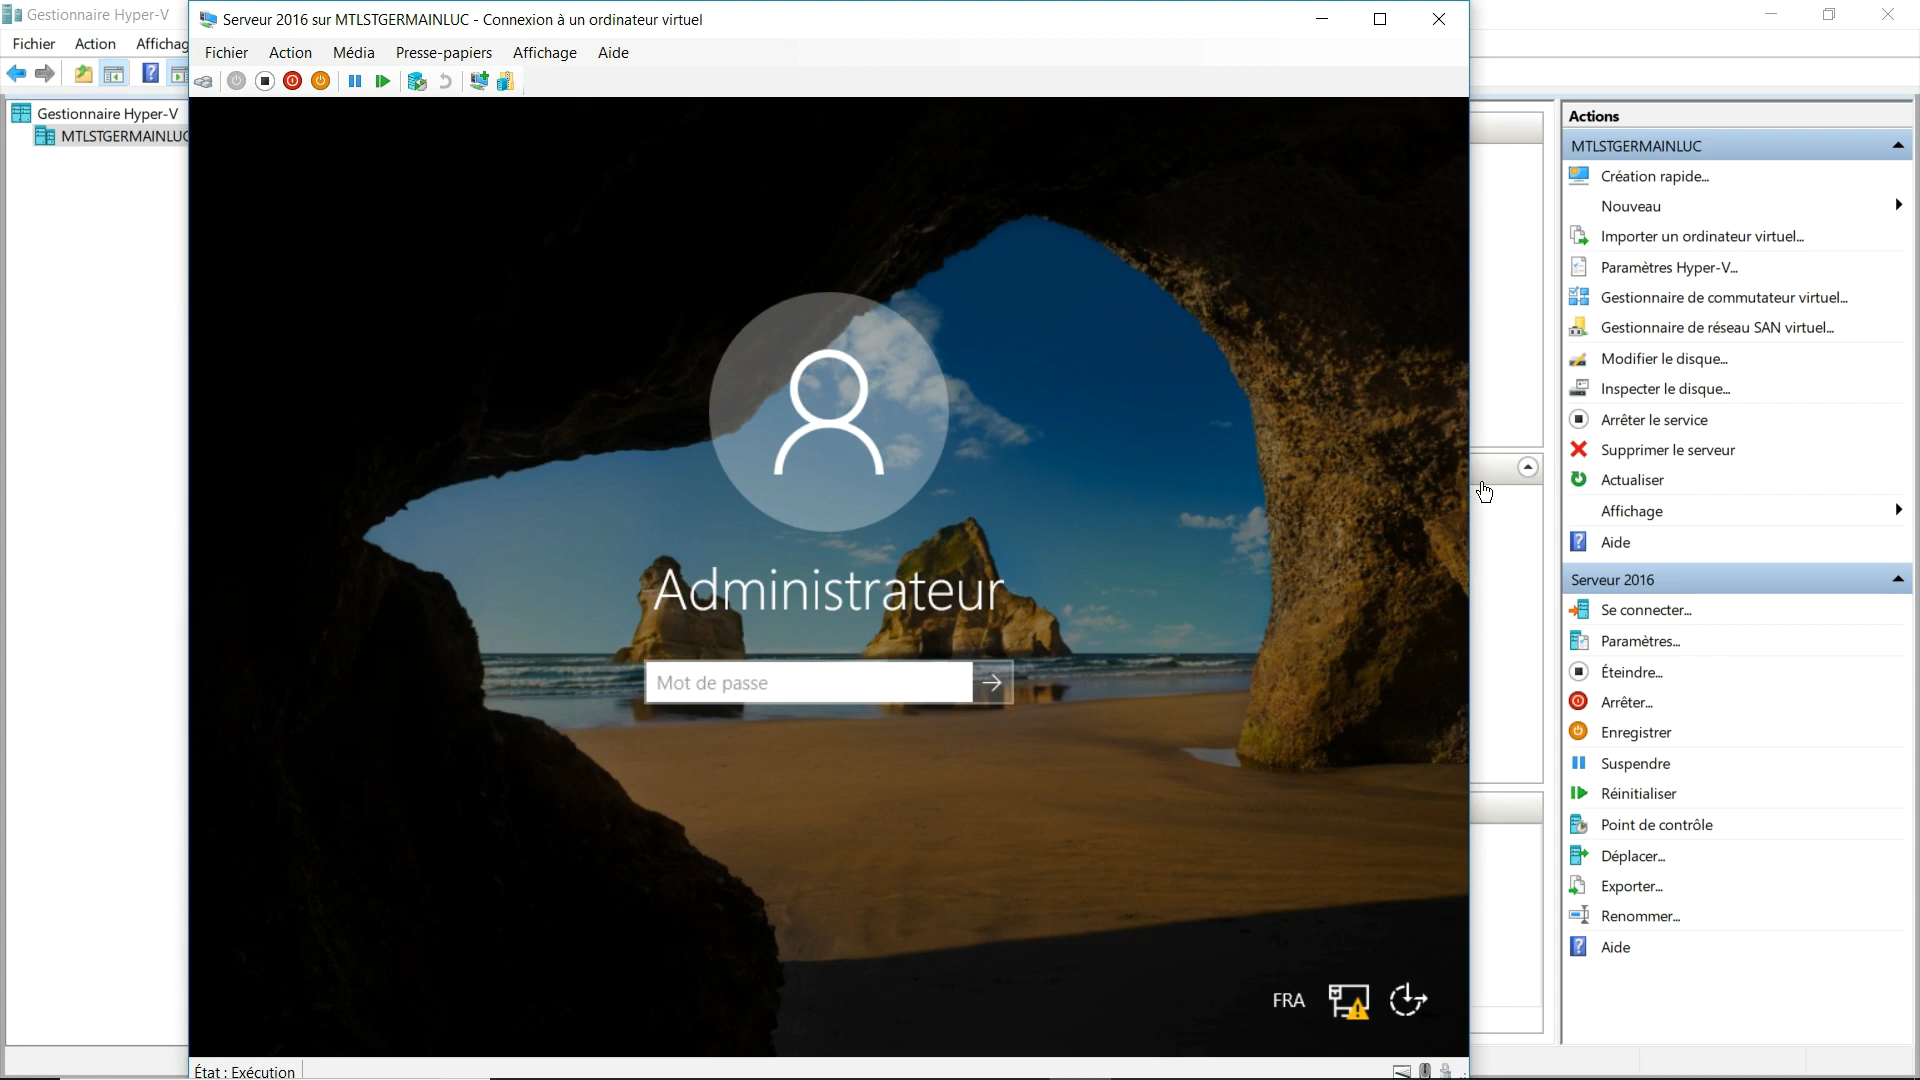 Gestionnaire Hyper-V
Fichier Action Affichag
Gestionnaire Hyper-V
MTLSTGERMAINLUC
Serveur 2016 sur MTLSTGERMAINLUC - Connexion à un ordinateur virtuel
Fichier Action Média Presse-papiers Affichage Aide
Administrateur
Mot de passe
FRA
État : Exécution
Actions
MTLSTGERMAINLUC
Création rapide...
Nouveau
Importer un ordinateur virtuel...
Paramètres Hyper-V...
Gestionnaire de commutateur virtuel...
Gestionnaire de réseau SAN virtuel...
Modifier le disque...
Inspecter le disque...
Arrêter le service
Supprimer le serveur
Actualiser
Affichage
Aide
Serveur 2016
Se connecter...
Paramètres...
Éteindre...
Arrêter...
Enregistrer
Suspendre
Réinitialiser
Point de contrôle
Déplacer...
Exporter...
Renommer...
Aide